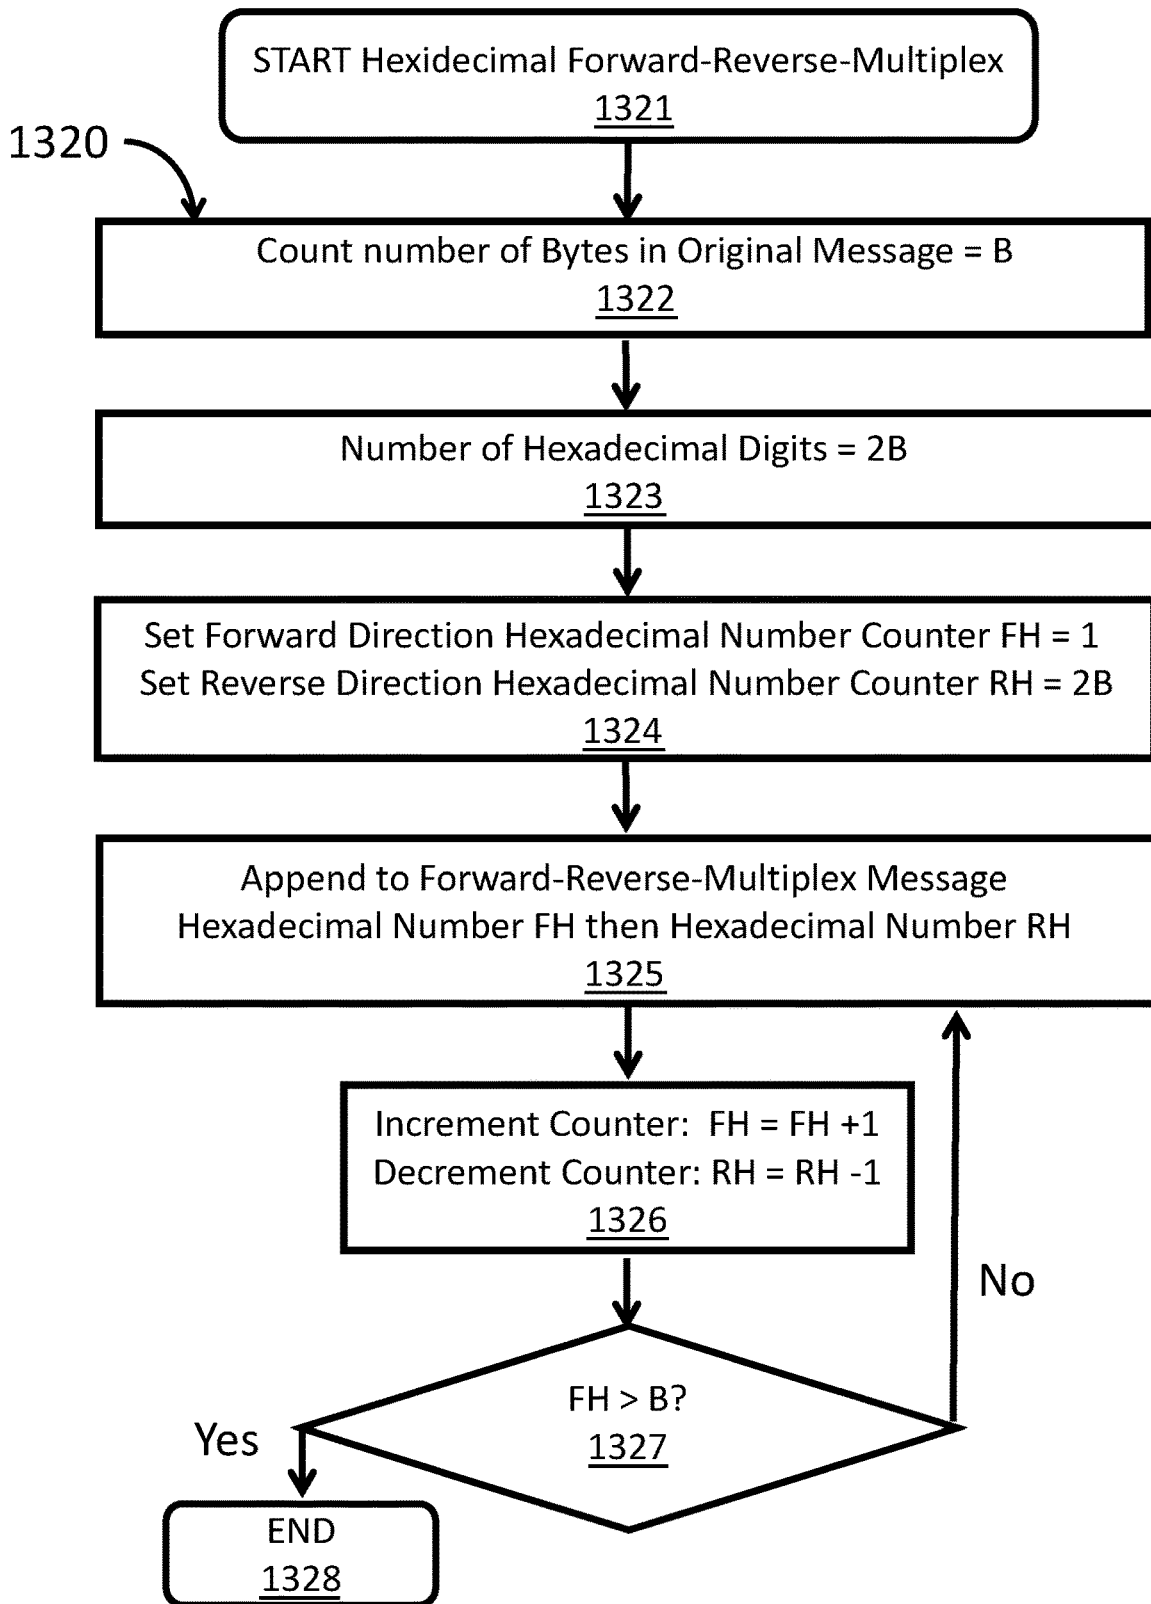 START Hexidecimal Forward-Reverse-Multiplex
1321
1320
Count number of Bytes in Original Message = B
1322
Number of Hexadecimal Digits = 2B
1323
Set Forward Direction Hexadecimal Number Counter FH = 1
Set Reverse Direction Hexadecimal Number Counter RH = 2B
1324
Append to Forward-Reverse-Multiplex Message
Hexadecimal Number FH then Hexadecimal Number RH
1325
Increment Counter: FH = FH +1
Decrement Counter: RH = RH -1
1326
No
FH > B?
1327
Yes
END
1328